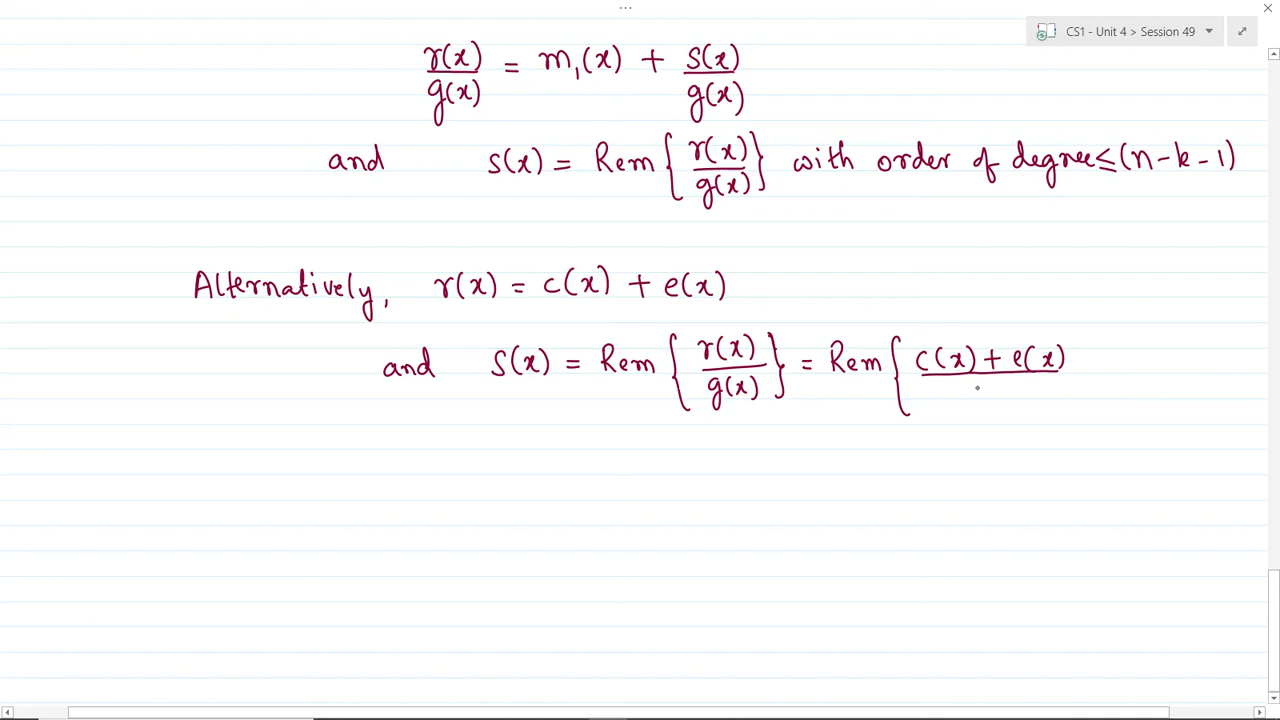 CS1 - Unit 4 > Session 49
r(x)/g(x) = m₁(x) + s(x)/g(x)
and s(x) = Rem { r(x)/g(x) } with order of degree ≤ (n-k-1)
Alternatively, r(x) = c(x) + e(x)
and S(x) = Rem { r(x)/g(x) } = Rem { c(x) + e(x)